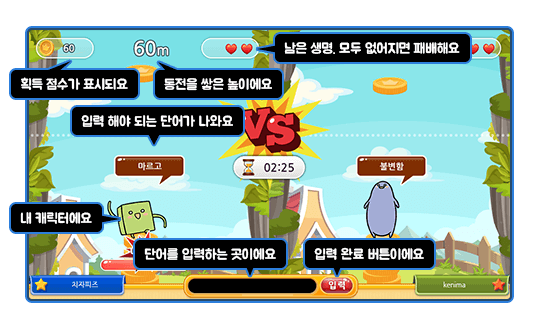 60
60m
남은 생명, 모두 없어지면 패배해요
획득 점수가 표시되요
동전을 쌓은 높이에요
입력 해야 되는 단어가 나와요
VS
마르고
02:25
불변함
내 캐릭터에요
단어를 입력하는 곳이에요
입력 완료 버튼이에요
치지피즈
입력
kenima